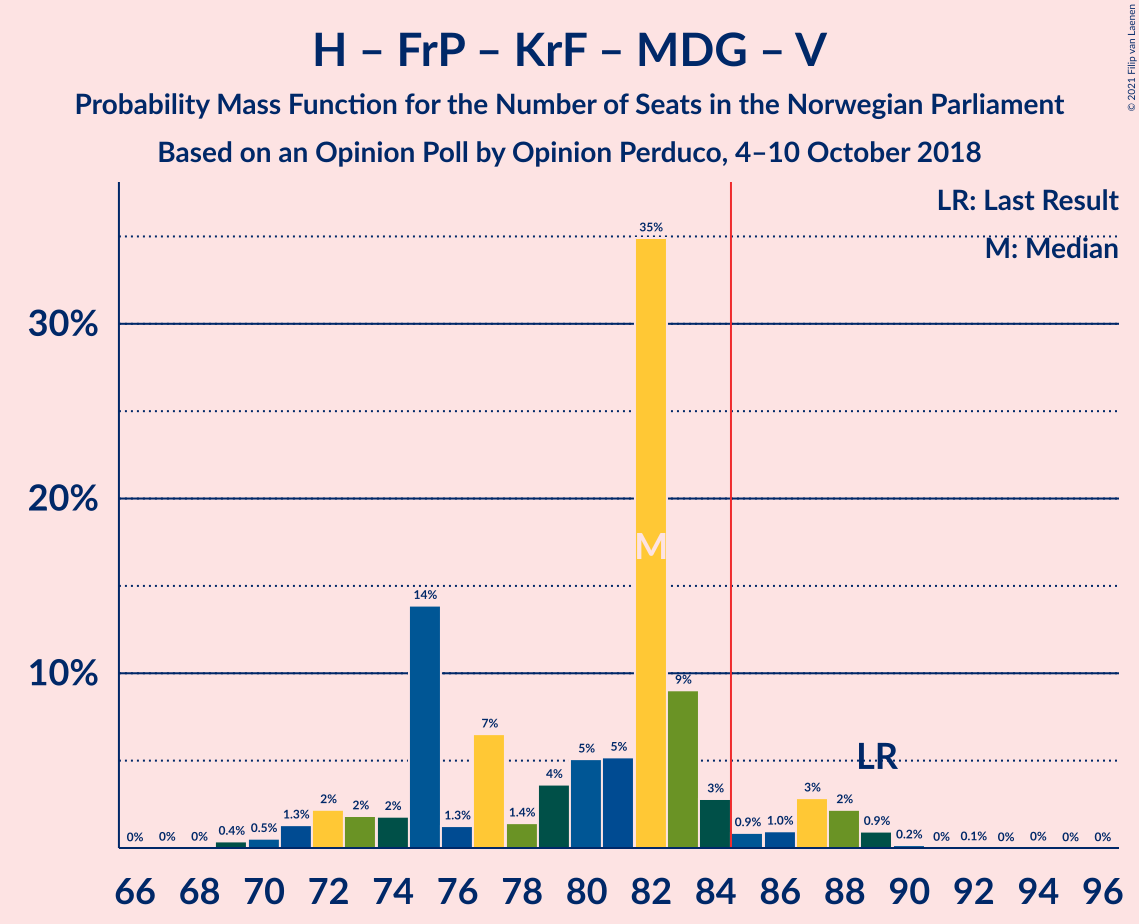 H – FrP – KrF – MDG – V
Probability Mass Function for the Number of Seats in the Norwegian Parliament
Based on an Opinion Poll by Opinion Perduco, 4–10 October 2018
© 2021 Filip van Laenen
LR: Last Result
M: Median
35%
30%
20%
M
14%
10%
9%
7%
LR
5% 5%
4%
3% 3%
2% 2% 2% 2%
1.3% 1.3% 1.4%
0% 0% 0% 0.4% 0.5% 0.9% 1.0% 0.9% 0.2% 0% 0.1% 0% 0% 0% 0%
66 68 70 72 74 76 78 80 82 84 86 88 90 92 94 96